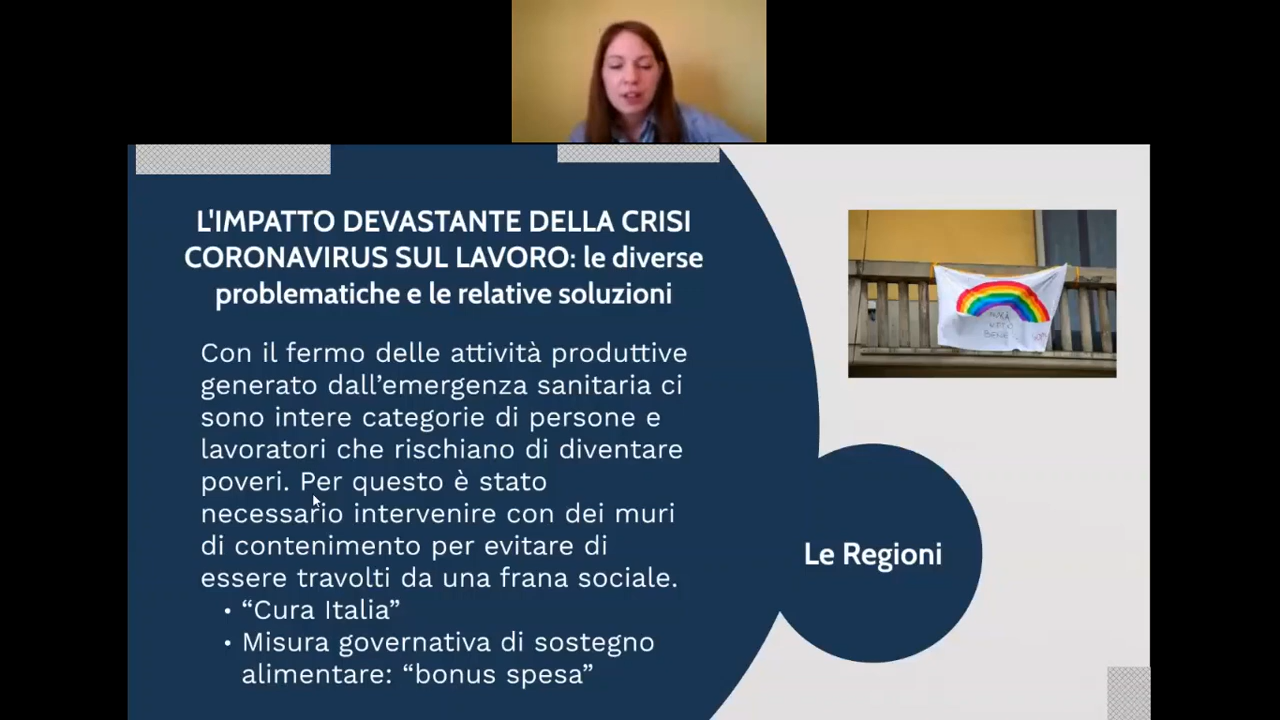 L'IMPATTO DEVASTANTE DELLA CRISI
CORONAVIRUS SUL LAVORO: le diverse
problematiche e le relative soluzioni
Con il fermo delle attività produttive
generato dall’emergenza sanitaria ci
sono intere categorie di persone e
lavoratori che rischiano di diventare
poveri. Per questo è stato
necessario intervenire con dei muri
di contenimento per evitare di
essere travolti da una frana sociale.
• “Cura Italia”
• Misura governativa di sostegno
alimentare: “bonus spesa”
Le Regioni